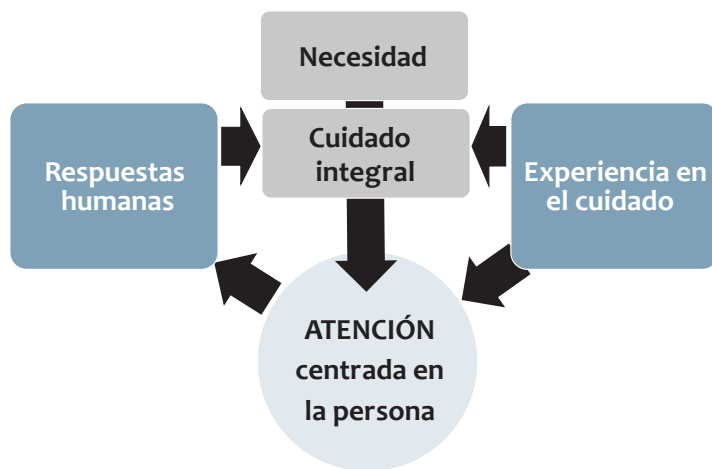 Necesidad
Cuidado
integral
Respuestas
humanas
Experiencia en
el cuidado
ATENCIÓN
centrada en
la persona